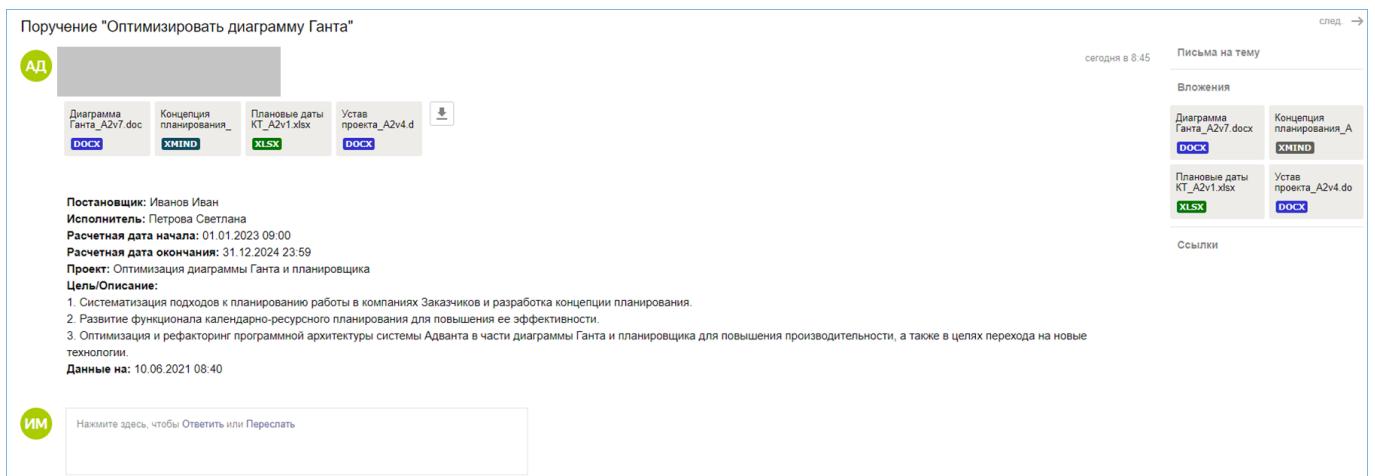 Поручение "Оптимизировать диаграмму Ганта"
след. →
АД
сегодня в 8:45
Диаграмма
Ганта_A2v7.doc
DOCX
Концепция
планирования_
XMIND
Плановые даты
КТ_A2v1.xlsx
XLSX
Устав
проекта_A2v4.d
DOCX
Постановщик: Иванов Иван
Исполнитель: Петрова Светлана
Расчетная дата начала: 01.01.2023 09:00
Расчетная дата окончания: 31.12.2024 23:59
Проект: Оптимизация диаграммы Ганта и планировщика
Цель/Описание:
1. Систематизация подходов к планированию работы в компаниях Заказчиков и разработка концепции планирования.
2. Развитие функционала календарно-ресурсного планирования для повышения ее эффективности.
3. Оптимизация и рефакторинг программной архитектуры системы Адванта в части диаграммы Ганта и планировщика для повышения производительности, а также в целях перехода на новые
технологии.
Данные на: 10.06.2021 08:40
ИМ
Нажмите здесь, чтобы Ответить или Переслать
Письма на тему
Вложения
Диаграмма
Ганта_A2v7.docx
DOCX
Концепция
планирования_А
XMIND
Плановые даты
КТ_A2v1.xlsx
XLSX
Устав
проекта_A2v4.do
DOCX
Ссылки